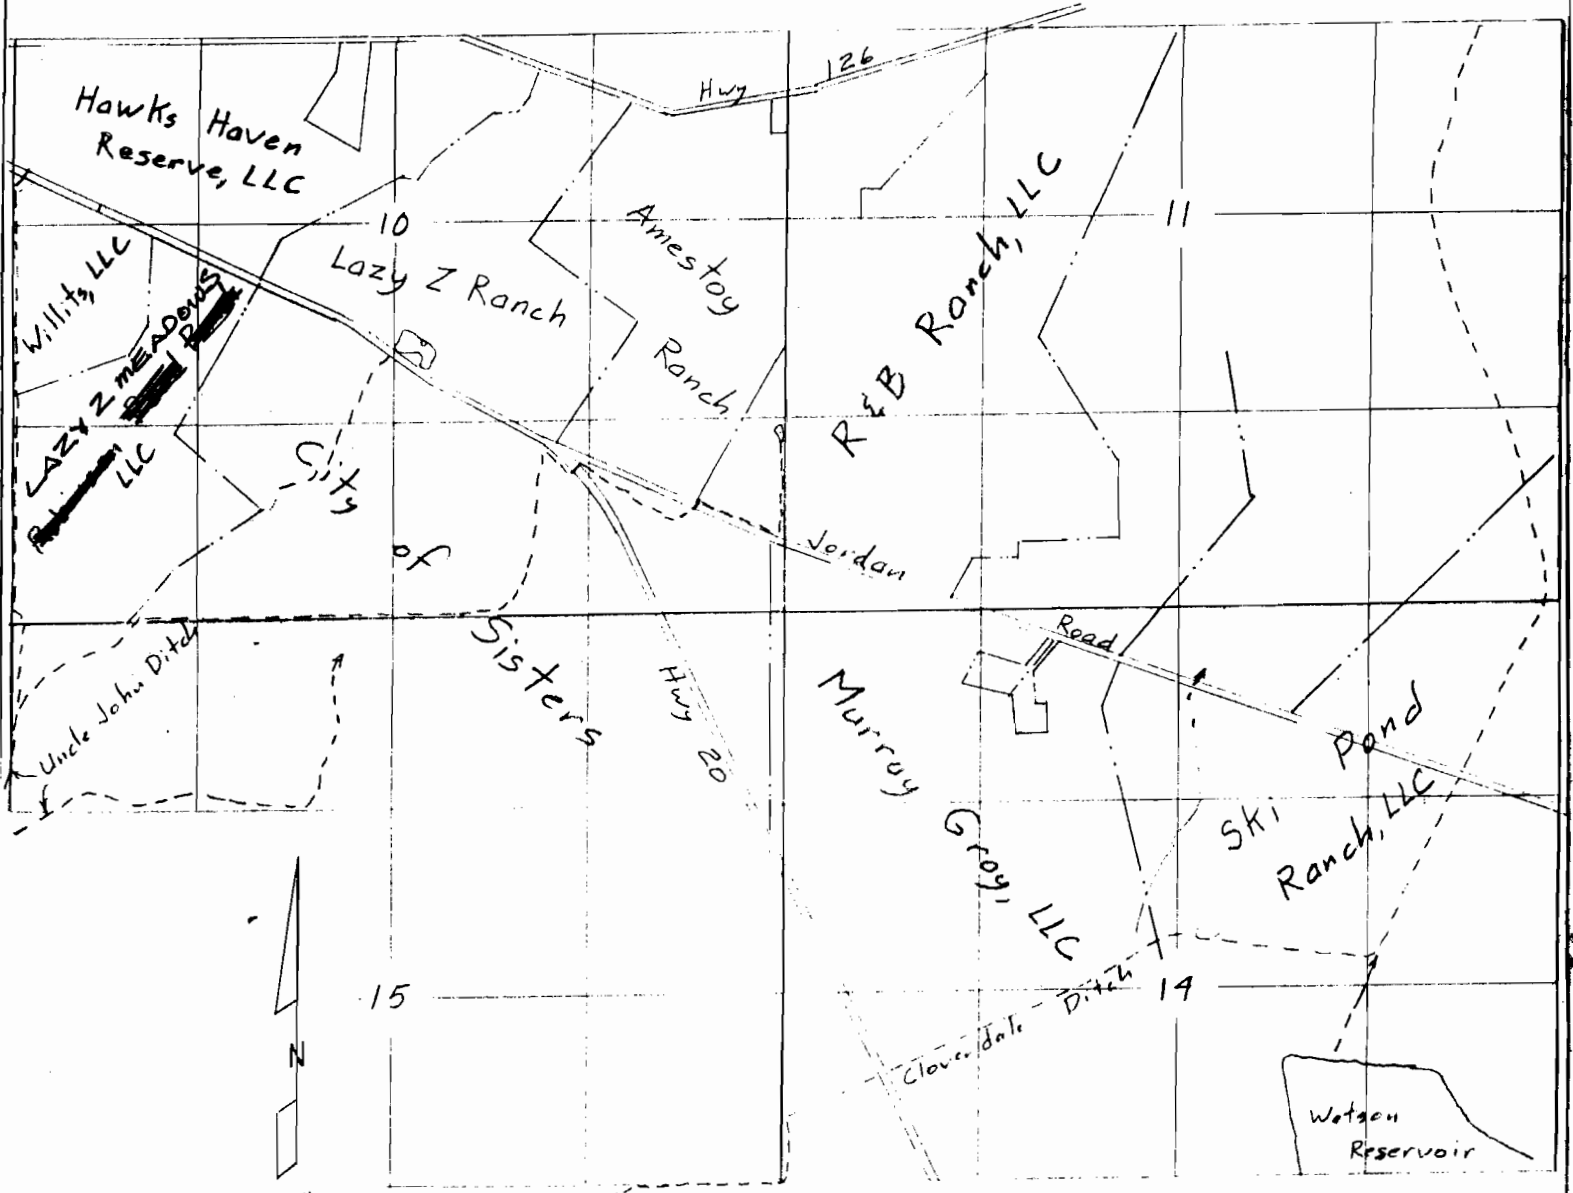 Hwy 126
Hawks Haven
Reserve, LLC
10
11
Willits, LLC
LAZY Z MEADOWS
LLC
Lazy Z Ranch
Amestoy
Ranch
R&B Ranch, LLC
City
of
Sisters
Jordan
Road
Uncle John Ditch
Hwy 20
Murray
Gray, LLC
Ski Pond
Ranch, LLC
15
14
Cloverdale Ditch
N
Watson
Reservoir